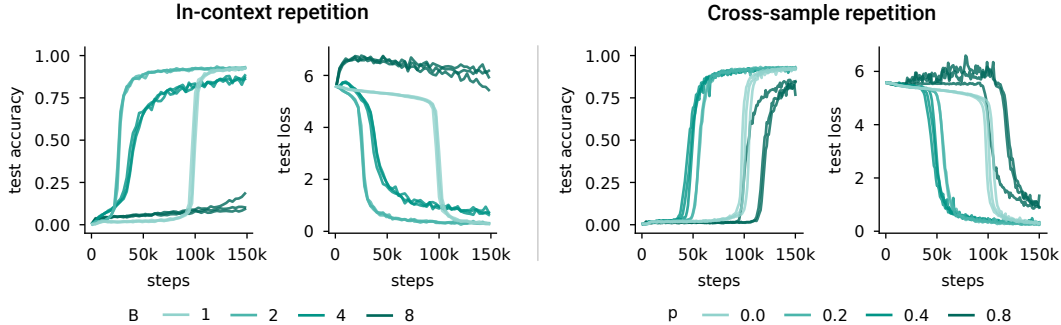 In-context repetition
test accuracy
1.00
0.75
0.50
0.25
0.00
0 50k 100k 150k
steps
test loss
6
4
2
0
0 50k 100k 150k
steps
B 1 2 4 8
Cross-sample repetition
test accuracy
1.00
0.75
0.50
0.25
0.00
0 50k 100k 150k
steps
test loss
6
4
2
0
0 50k 100k 150k
steps
p 0.0 0.2 0.4 0.8